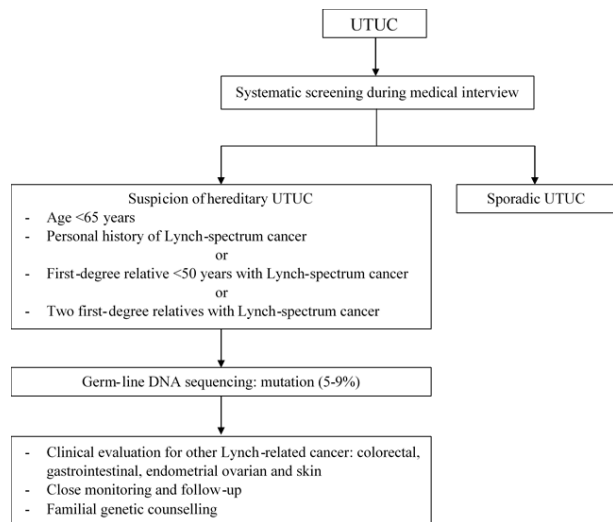 UTUC
Systematic screening during medical interview
Suspicion of hereditary UTUC
- Age <65 years
- Personal history of Lynch-spectrum cancer
or
- First-degree relative <50 years with Lynch-spectrum cancer
or
- Two first-degree relatives with Lynch-spectrum cancer
Sporadic UTUC
Germ-line DNA sequencing: mutation (5-9%)
- Clinical evaluation for other Lynch-related cancer: colorectal,
gastrointestinal, endometrial ovarian and skin
- Close monitoring and follow-up
- Familial genetic counselling